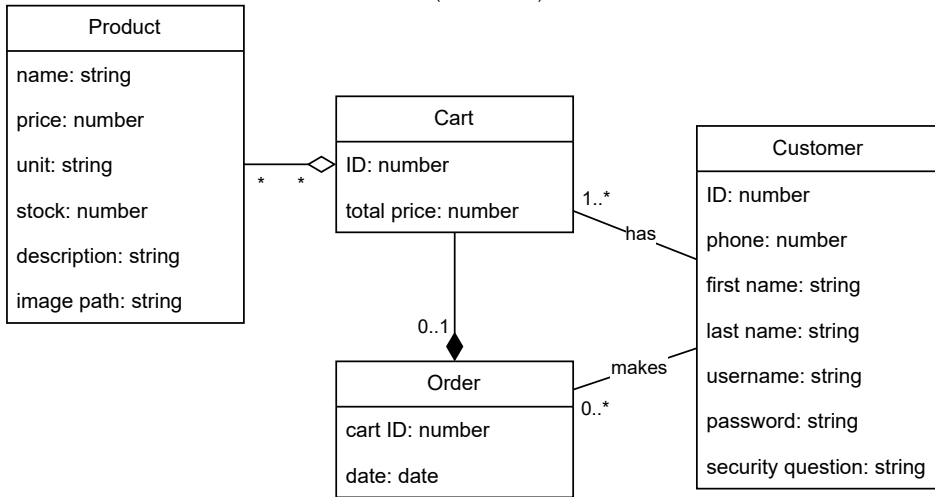 Product
name: string
price: number
unit: string
stock: number
description: string
image path: string
* *
Cart
ID: number
total price: number
1..*
has
0..1
Order
cart ID: number
date: date
makes
0..*
Customer
ID: number
phone: number
first name: string
last name: string
username: string
password: string
security question: string